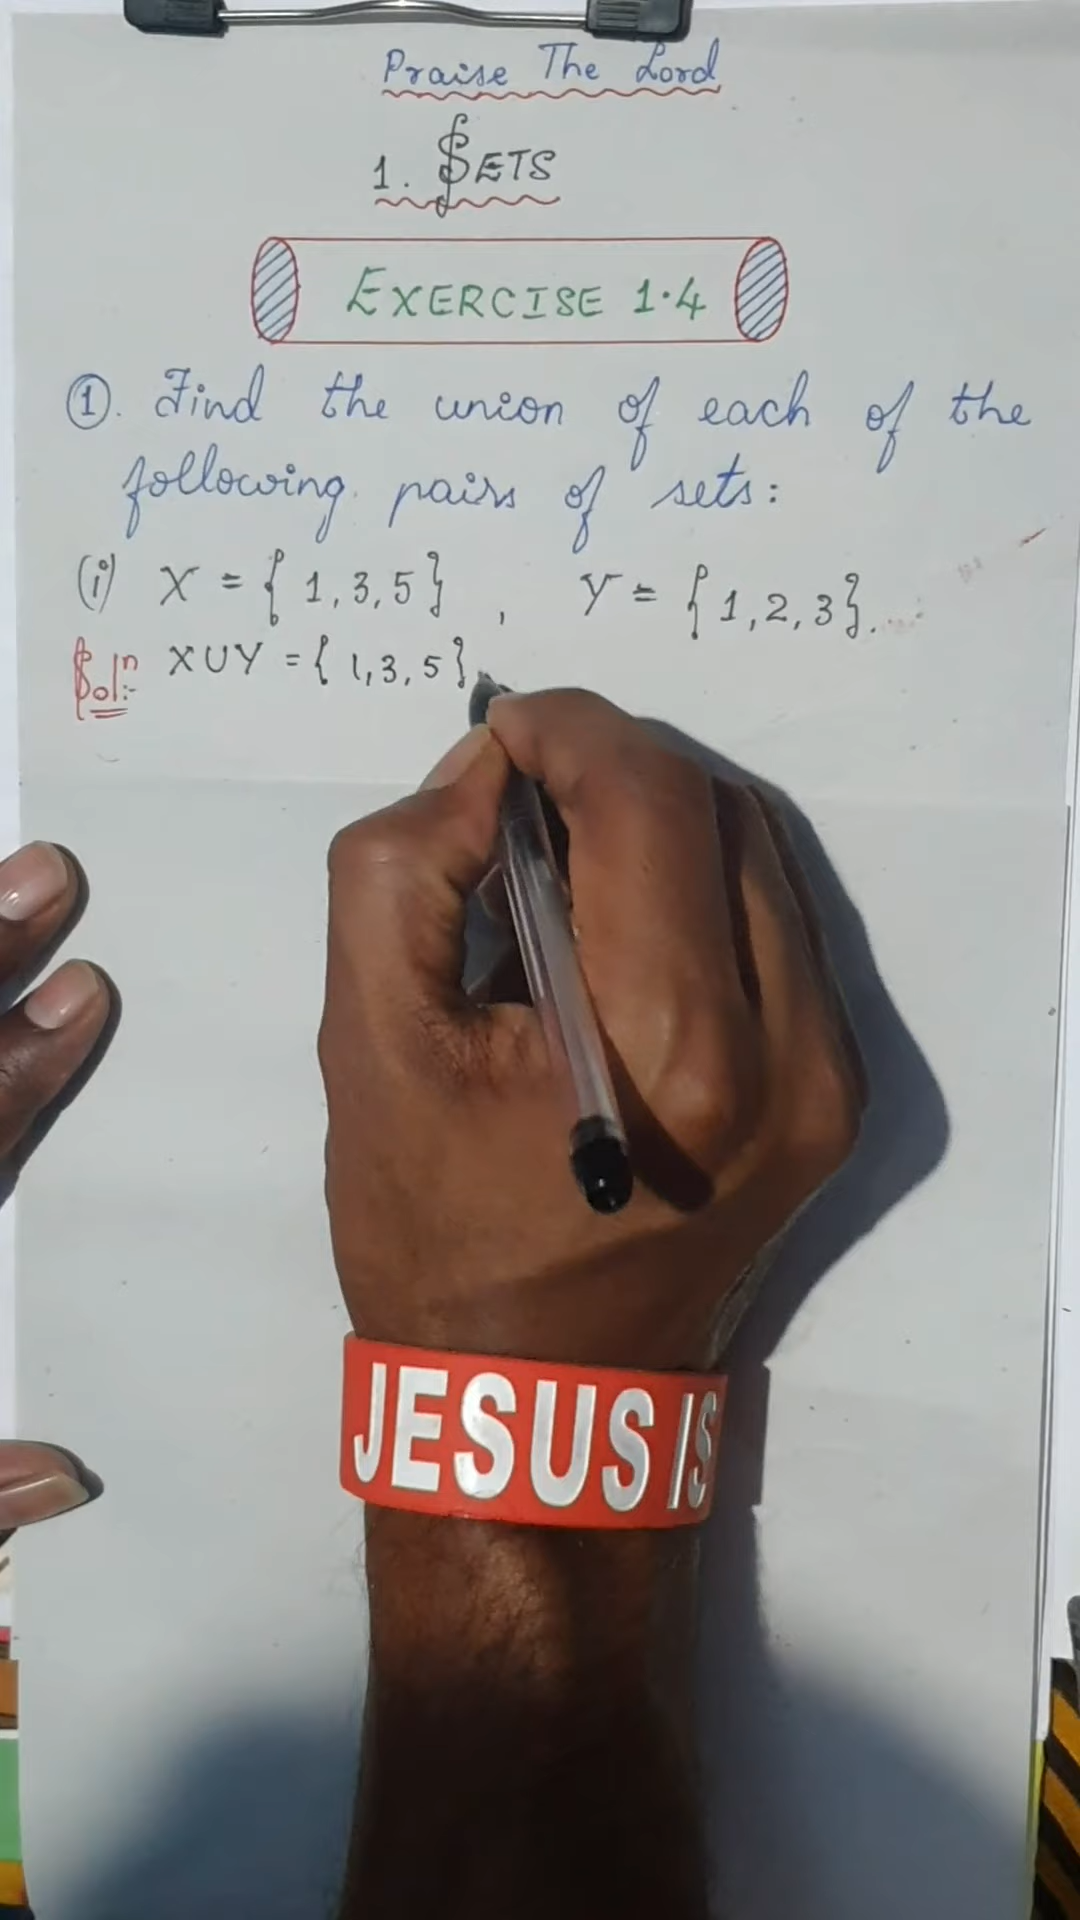 Praise The Lord
1. SETS
EXERCISE 1.4
①. Find the union of each of the
following pairs of sets:
(i) X = { 1, 3, 5 } , Y = { 1, 2, 3 }.
Solⁿ:- X ∪ Y = { 1, 3, 5 }
JESUS IS